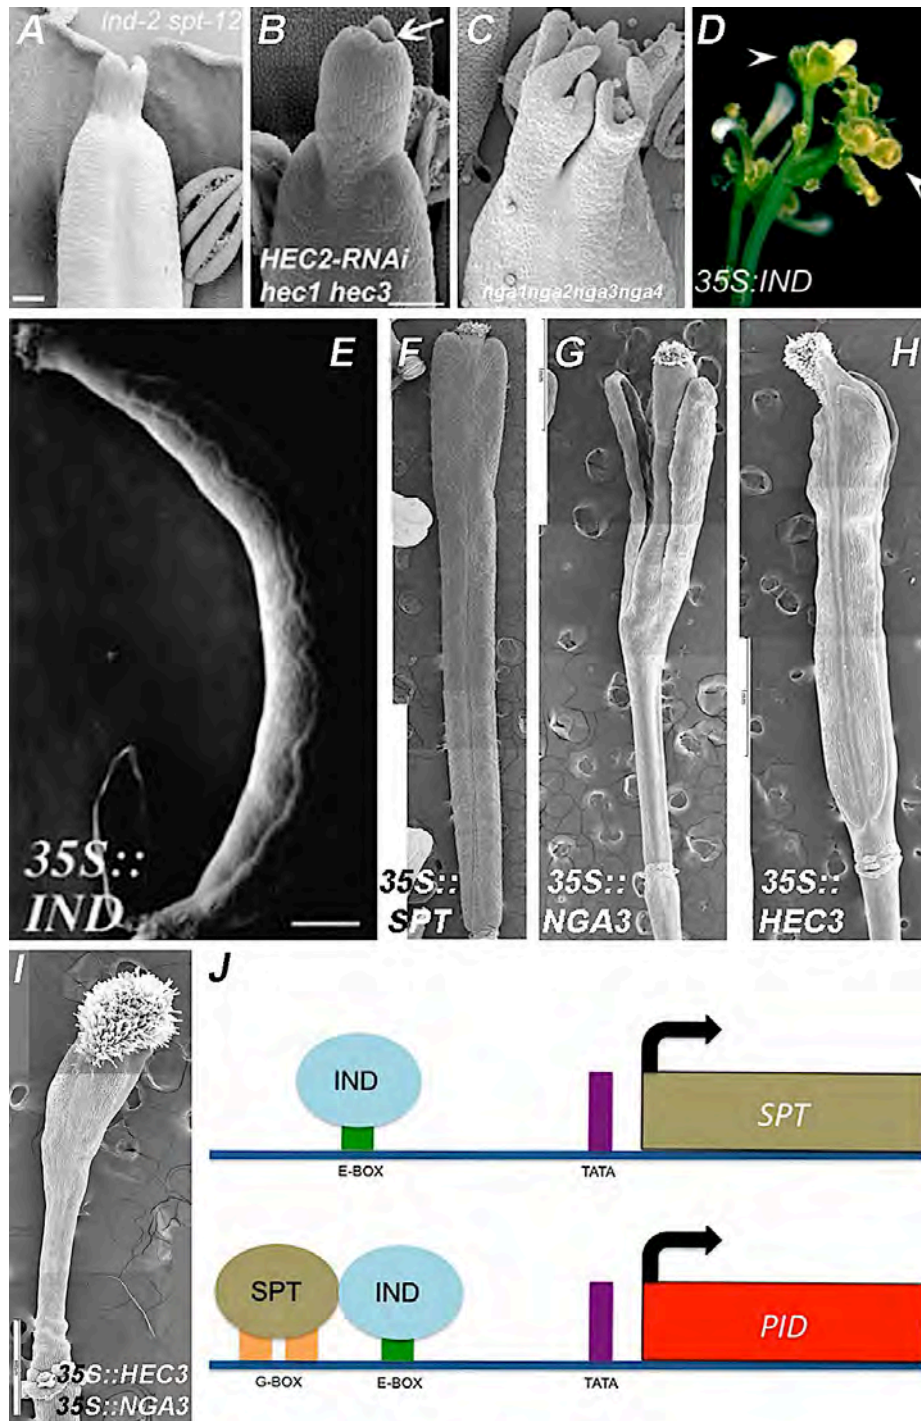 A
ind-2 spt-12
B
HEC2-RNAi
hec1 hec3
C
nga1nga2nga3nga4
D
35S:IND
E
35S::
IND
F
35S::
SPT
G
35S::
NGA3
H
35S::
HEC3
I
35S::HEC3
35S::NGA3
J
IND
SPT
E-BOX
TATA
SPT
IND
PID
G-BOX
E-BOX
TATA